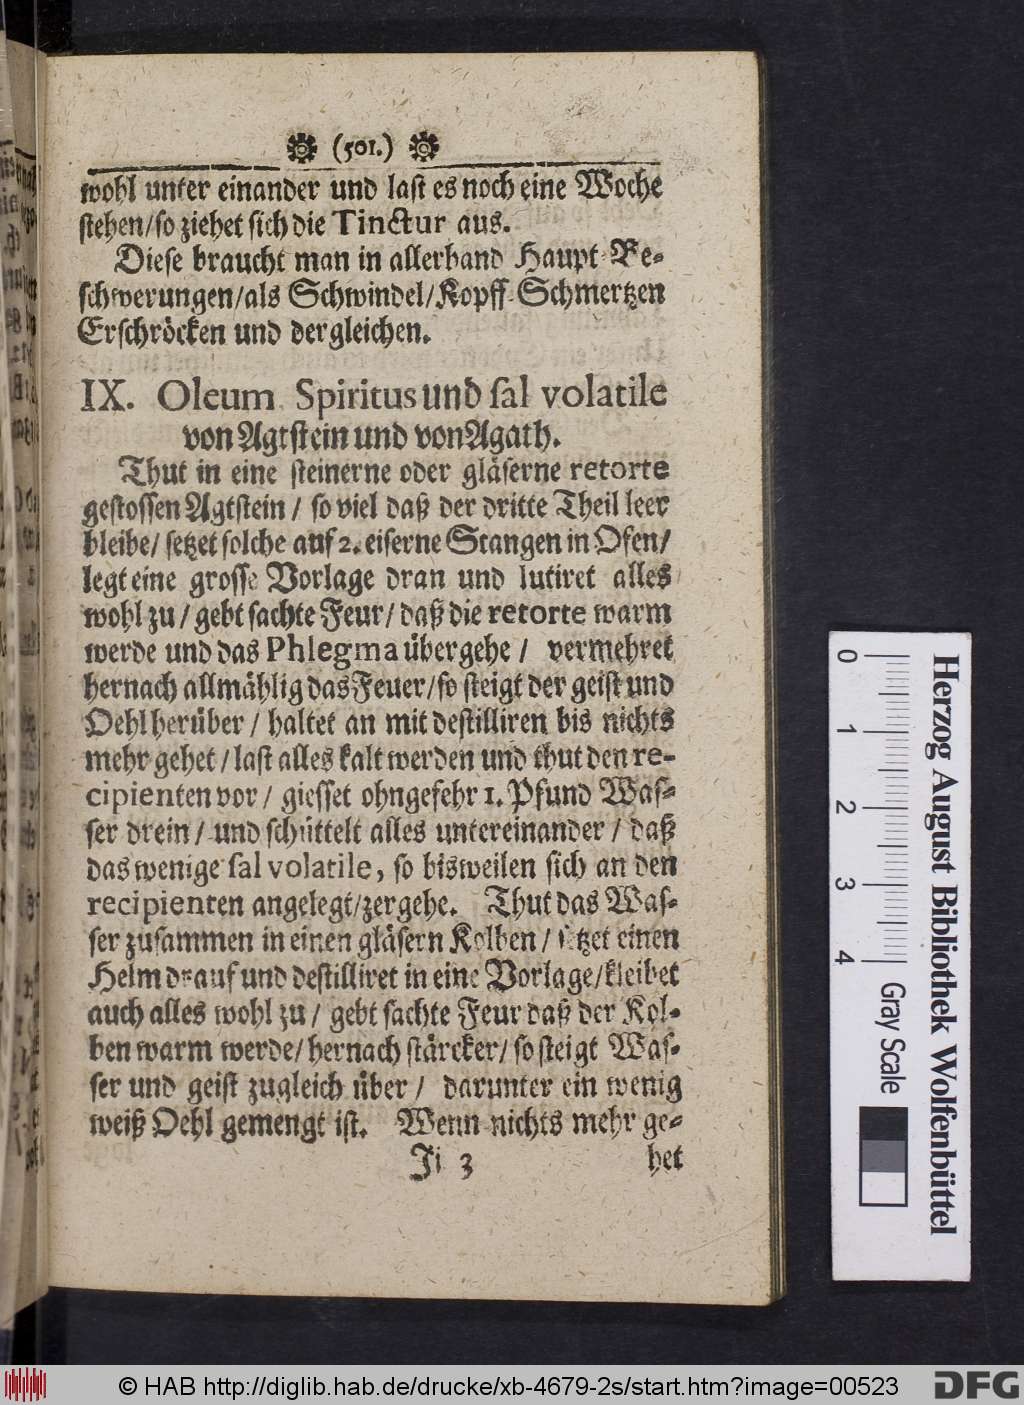 (501.)
wohl unter einander und last es noch eine Woche
stehen/so ziehet sich die Tinctur aus.
Diese braucht man in allerhand Haupt-Be-
schwerungen/als Schwindel/Kopff-Schmertzen
Erschröcken und dergleichen.
IX. Oleum Spiritus und sal volatile
von Agtstein und von Agath.
Thut in eine steinerne oder gläserne retorte
gestossen Agtstein / so viel daß der dritte Theil leer
bleibe/ setzet solche auf 2. eiserne Stangen in Ofen/
legt eine grosse Vorlage dran und lutiret alles
wohl zu / gebt sachte Feur/ daß die retorte warm
werde und das Phlegma übergehe / vermehret
hernach allmählig das Feuer/so steigt der geist und
Oehl herüber / haltet an mit destilliren bis nichts
mehr gehet / last alles kalt werden und thut den re-
cipienten vor / giesset ohngefehr 1. Pfund Was-
ser drein / und schüttelt alles untereinander / daß
das wenige sal volatile, so bisweilen sich an den
recipienten angelegt/zergehe. Thut das Was-
ser zusammen in einen gläsern Kolben / setzet einen
Helm drauf und destilliret in eine Vorlage/kleibet
auch alles wohl zu / gebt sachte Feur daß der Kol-
ben warm werde/ hernach stärcker/ so steigt Was-
ser und geist zugleich über / darunter ein wenig
weiß Oehl gemengt ist. Wenn nichts mehr ge-
Ji 3 het
0 1 2 3 4
Herzog August Bibliothek Wolfenbüttel
Gray Scale
© HAB http://diglib.hab.de/drucke/xb-4679-2s/start.htm?image=00523
DFG